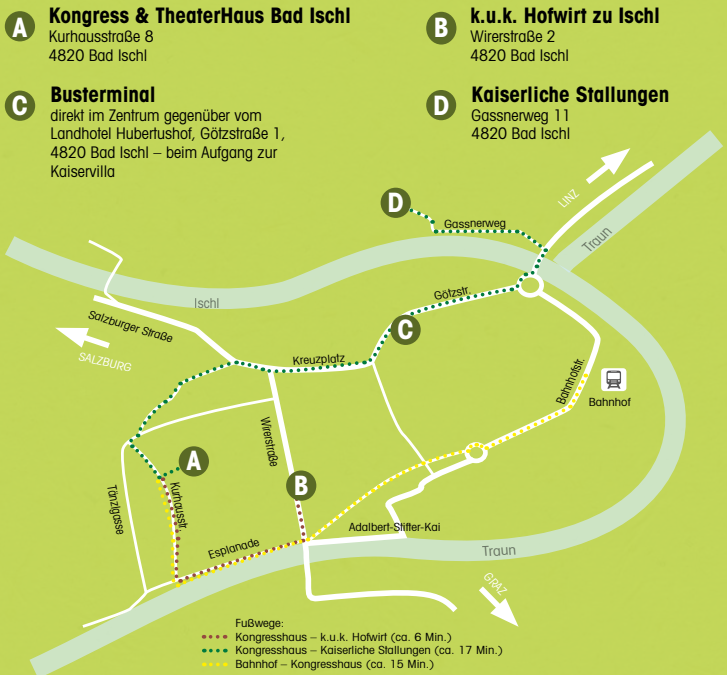 A
Kongress & TheaterHaus Bad Ischl
Kurhausstraße 8
4820 Bad Ischl
B
k.u.k. Hofwirt zu Ischl
Wirerstraße 2
4820 Bad Ischl
C
Busterminal
direkt im Zentrum gegenüber vom
Landhotel Hubertushof, Götzstraße 1,
4820 Bad Ischl – beim Aufgang zur
Kaiservilla
D
Kaiserliche Stallungen
Gassnerweg 11
4820 Bad Ischl
LINZ
D
Gassnerweg
Traun
Ischl
Götzstr.
Salzburger Straße
C
SALZBURG
Kreuzplatz
Bahnhofstr.
Bahnhof
Wirerstraße
A
B
Tänzlgasse
Kurhausstr.
Adalbert-Stifter-Kai
Esplanade
Traun
GRAZ
Fußwege:
Kongresshaus – k.u.k. Hofwirt (ca. 6 Min.)
Kongresshaus – Kaiserliche Stallungen (ca. 17 Min.)
Bahnhof – Kongresshaus (ca. 15 Min.)